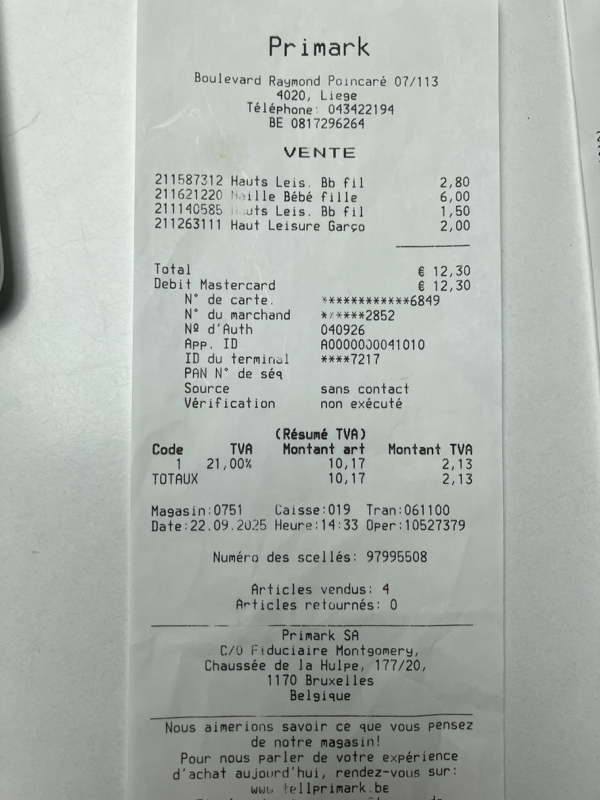 Primark
Boulevard Raymond Poincaré 07/113
4020, Liege
Téléphone: 043422194
BE 0817296264
VENTE
211587312 Hauts Leis. Bb fil 2,80
211621220 Maille Bébé fille 6,00
211140585 Hauts Leis. Bb fil 1,50
211263111 Haut Leisure Garço 2,00
Total € 12,30
Debit Mastercard € 12,30
N° de carte. ************6849
N° du marchand ******2852
Nº d'Auth 040926
App. ID A0000000041010
ID du terminal ****7217
PAN N° de séq
Source sans contact
Vérification non exécuté
(Résumé TVA)
Code TVA Montant art Montant TVA
1 21,00% 10,17 2,13
TOTAUX 10,17 2,13
Magasin:0751 Caisse:019 Tran:061100
Date:22.09.2025 Heure:14:33 Oper:10527379
Numéro des scellés: 97995508
Articles vendus: 4
Articles retournés: 0
Primark SA
C/O Fiduciaire Montgomery,
Chaussée de la Hulpe, 177/20,
1170 Bruxelles
Belgique
Nous aimerions savoir ce que vous pensez
de notre magasin!
Pour nous parler de votre expérience
d'achat aujourd'hui, rendez-vous sur:
www.tellprimark.be